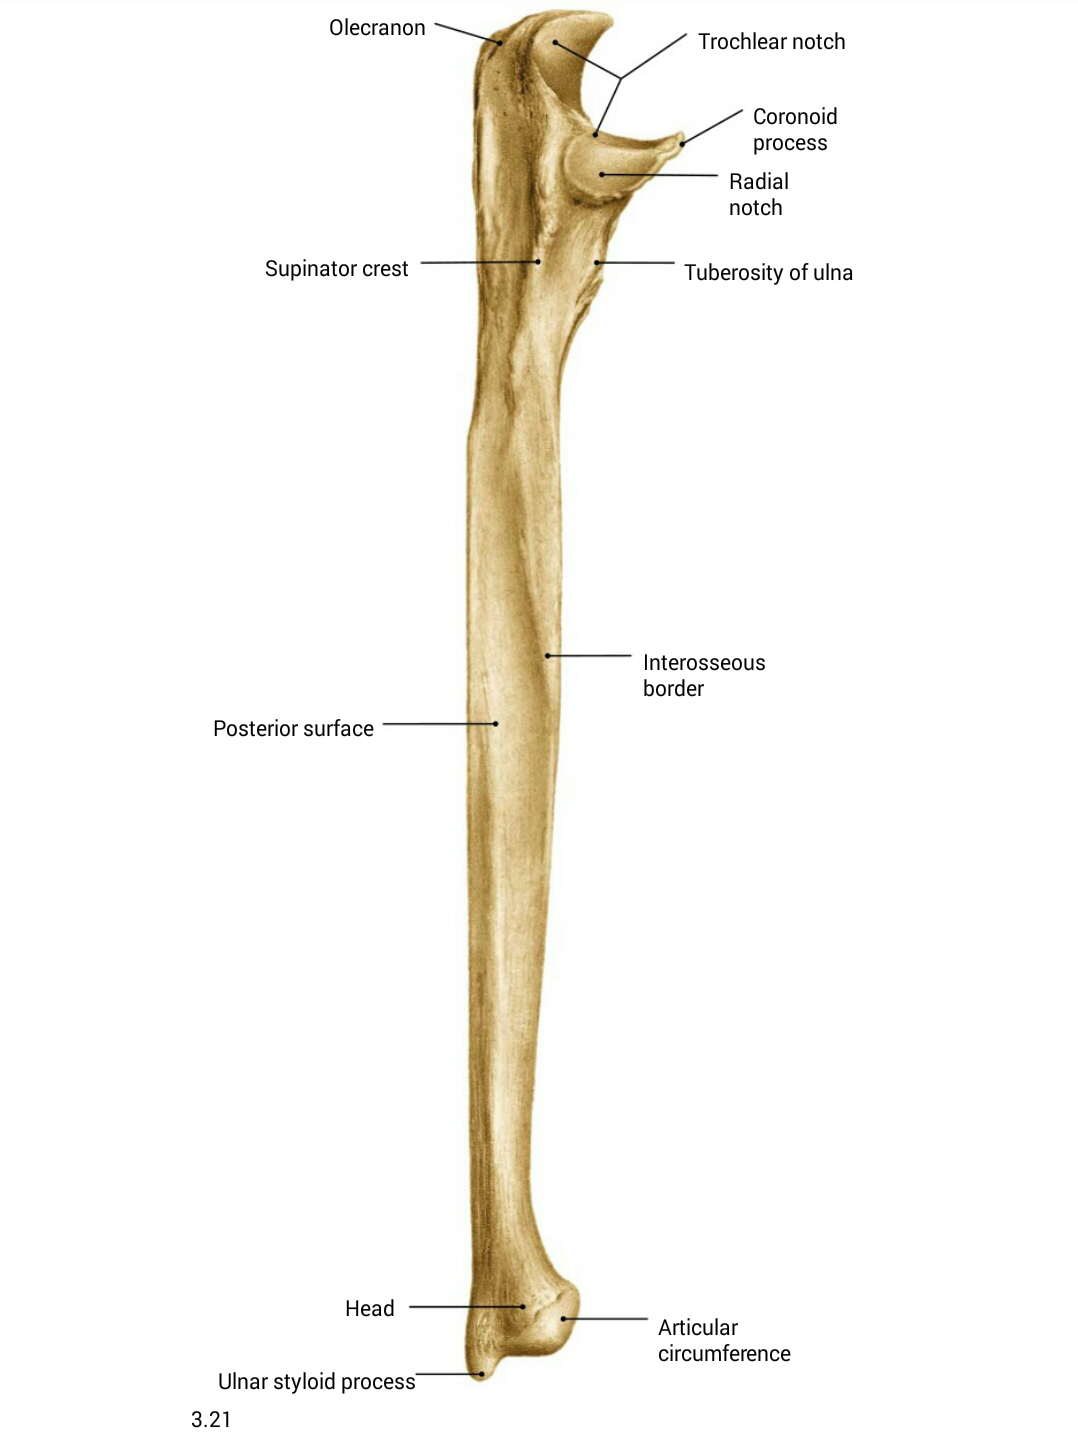 Olecranon
Trochlear notch
Coronoid
process
Radial
notch
Supinator crest
Tuberosity of ulna
Interosseous
border
Posterior surface
Head
Articular
circumference
Ulnar styloid process
3.21